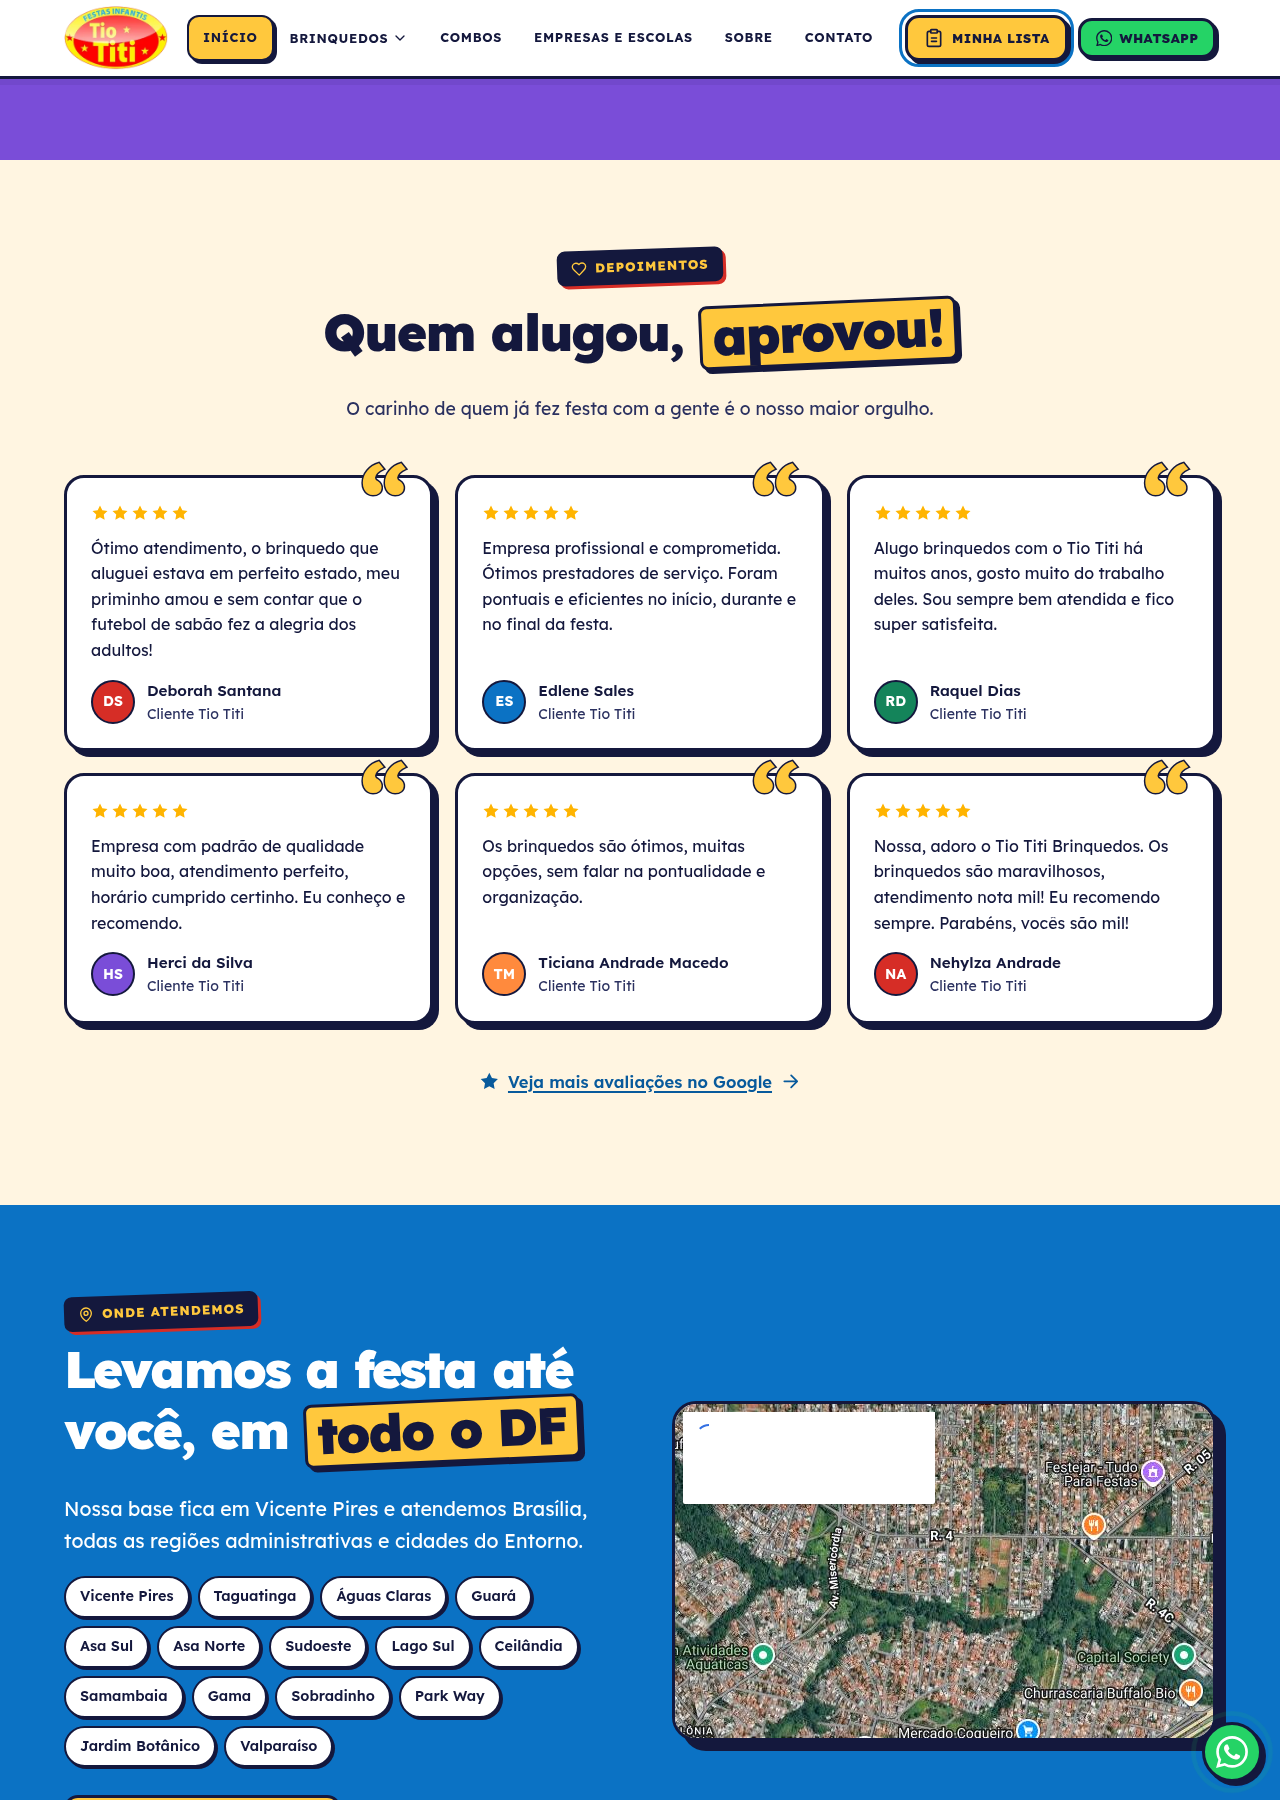 FESTAS INFANTIS
Tio
Titi
INÍCIO
BRINQUEDOS
COMBOS
EMPRESAS E ESCOLAS
SOBRE
CONTATO
MINHA LISTA
WHATSAPP
DEPOIMENTOS
Quem alugou, aprovou!
O carinho de quem já fez festa com a gente é o nosso maior orgulho.
Ótimo atendimento, o brinquedo que
aluguei estava em perfeito estado, meu
priminho amou e sem contar que o
futebol de sabão fez a alegria dos
adultos!
DS
Deborah Santana
Cliente Tio Titi
Empresa profissional e comprometida.
Ótimos prestadores de serviço. Foram
pontuais e eficientes no início, durante e
no final da festa.
ES
Edlene Sales
Cliente Tio Titi
Alugo brinquedos com o Tio Titi há
muitos anos, gosto muito do trabalho
deles. Sou sempre bem atendida e fico
super satisfeita.
RD
Raquel Dias
Cliente Tio Titi
Empresa com padrão de qualidade
muito boa, atendimento perfeito,
horário cumprido certinho. Eu conheço e
recomendo.
HS
Herci da Silva
Cliente Tio Titi
Os brinquedos são ótimos, muitas
opções, sem falar na pontualidade e
organização.
TM
Ticiana Andrade Macedo
Cliente Tio Titi
Nossa, adoro o Tio Titi Brinquedos. Os
brinquedos são maravilhosos,
atendimento nota mil! Eu recomendo
sempre. Parabéns, vocês são mil!
NA
Nehylza Andrade
Cliente Tio Titi
Veja mais avaliações no Google
ONDE ATENDEMOS
Levamos a festa até
você, em todo o DF
Nossa base fica em Vicente Pires e atendemos Brasília,
todas as regiões administrativas e cidades do Entorno.
Vicente Pires
Taguatinga
Águas Claras
Guará
Asa Sul
Asa Norte
Sudoeste
Lago Sul
Ceilândia
Samambaia
Gama
Sobradinho
Park Way
Jardim Botânico
Valparaíso
Festejar - Tudo
Para Festas
R. 05
R. 4
Av. Misericórdia
R. 4C
Atividades
Aquáticas
Capital Society
Churrascaria Buffalo Bio
Mercado Coqueiro